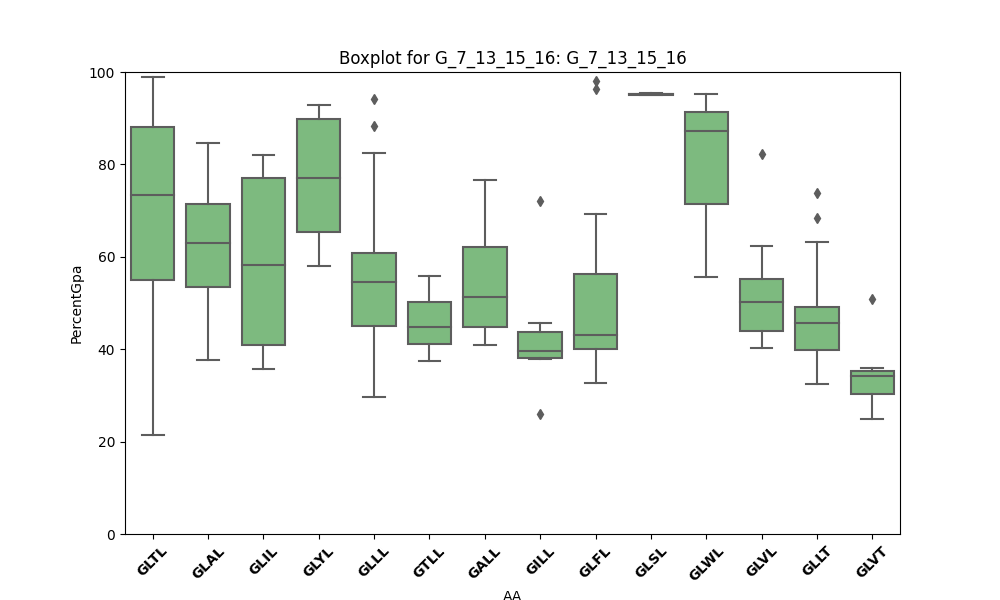 Boxplot for G_7_13_15_16: G_7_13_15_16
100
80
60
40
20
0
PercentGpa
GLTL
GLAL
GLIL
GLYL
GLLL
GTLL
GALL
GILL
GLFL
GLSL
GLWL
GLVL
GLLT
GLVT
AA